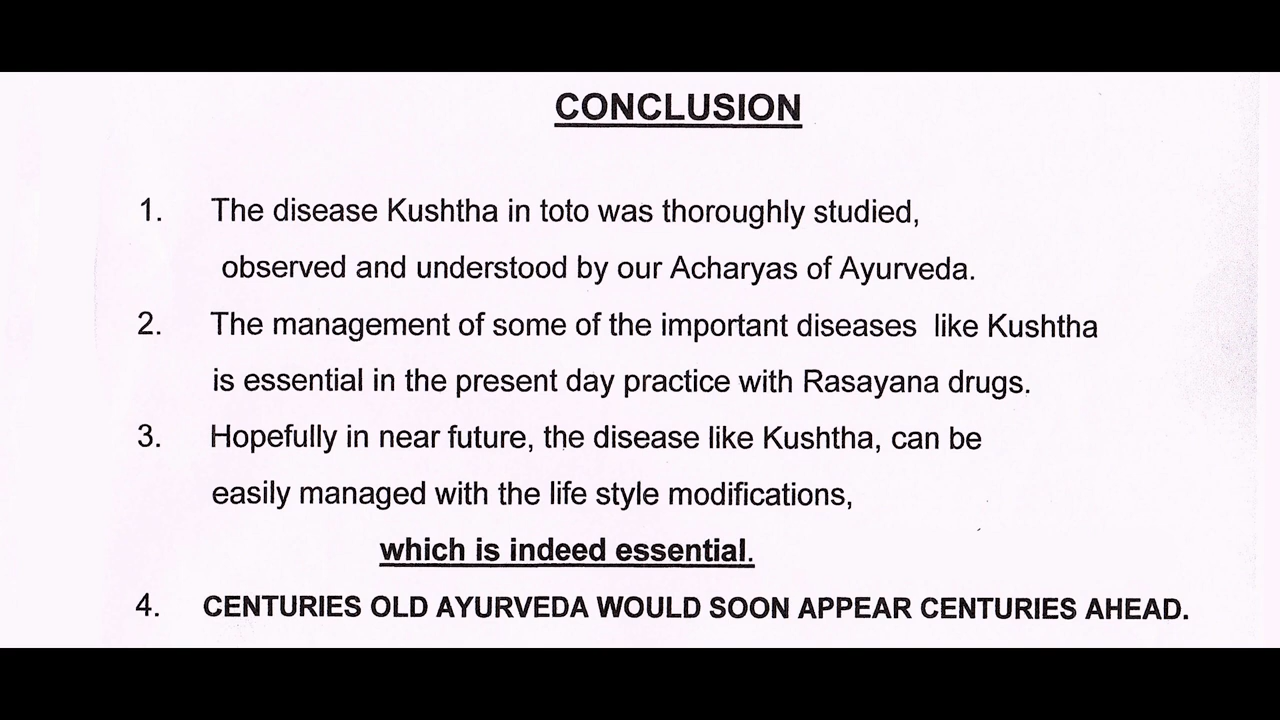 CONCLUSION
1. The disease Kushtha in toto was thoroughly studied,
observed and understood by our Acharyas of Ayurveda.
2. The management of some of the important diseases like Kushtha
is essential in the present day practice with Rasayana drugs.
3. Hopefully in near future, the disease like Kushtha, can be
easily managed with the life style modifications,
which is indeed essential.
4. CENTURIES OLD AYURVEDA WOULD SOON APPEAR CENTURIES AHEAD.